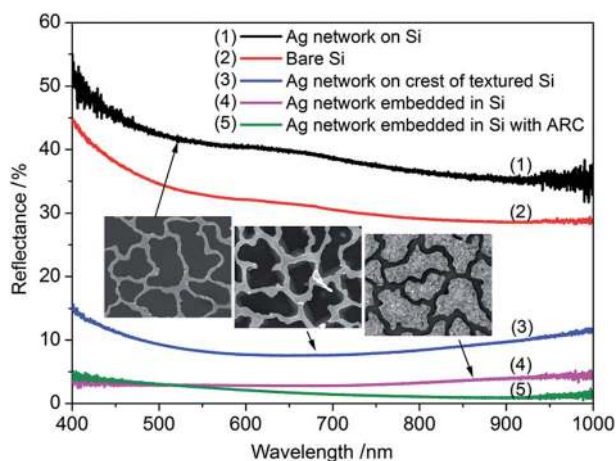 60
50
40
30
20
10
0
Reflectance /%
(1) Ag network on Si
(2) Bare Si
(3) Ag network on crest of textured Si
(4) Ag network embedded in Si
(5) Ag network embedded in Si with ARC
(1)
(2)
(3)
(4)
(5)
400 500 600 700 800 900 1000
Wavelength /nm